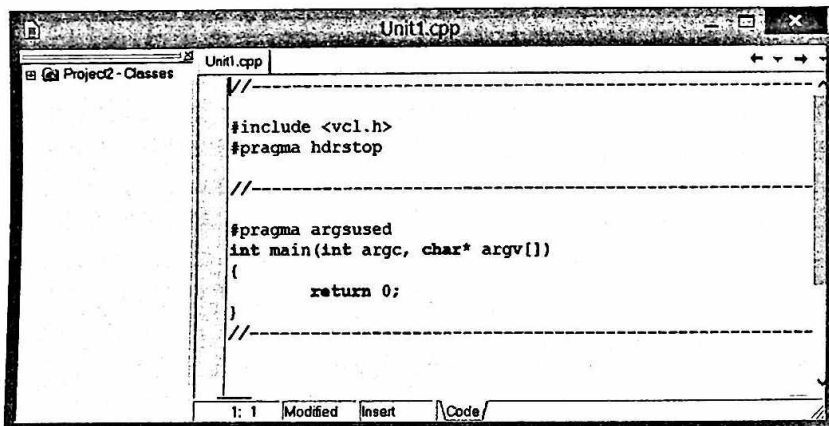 Unit1.cpp
Project2 - Classes
Unit1.cpp
//---------------------------------------------------------------------------
#include <vcl.h>
#pragma hdrstop
//---------------------------------------------------------------------------
#pragma argsused
int main(int argc, char* argv[])
{
        return 0;
}
//---------------------------------------------------------------------------
1: 1 Modified Insert \Code/